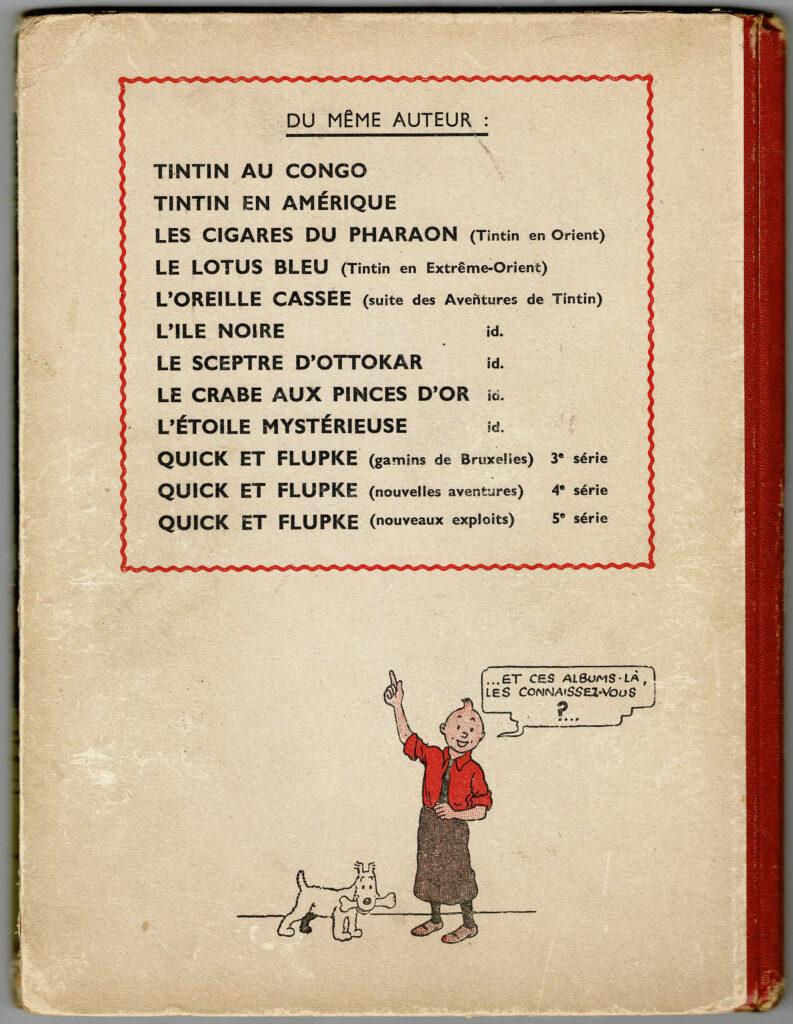 DU MÊME AUTEUR :
TINTIN AU CONGO
TINTIN EN AMÉRIQUE
LES CIGARES DU PHARAON (Tintin en Orient)
LE LOTUS BLEU (Tintin en Extrême-Orient)
L'OREILLE CASSÉE (suite des Aventures de Tintin)
L'ILE NOIRE id.
LE SCEPTRE D'OTTOKAR id.
LE CRABE AUX PINCES D'OR id.
L'ÉTOILE MYSTÉRIEUSE id.
QUICK ET FLUPKE (gamins de Bruxelles) 3e série
QUICK ET FLUPKE (nouvelles aventures) 4e série
QUICK ET FLUPKE (nouveaux exploits) 5e série
...ET CES ALBUMS-LÀ,
LES CONNAISSEZ-VOUS
?...